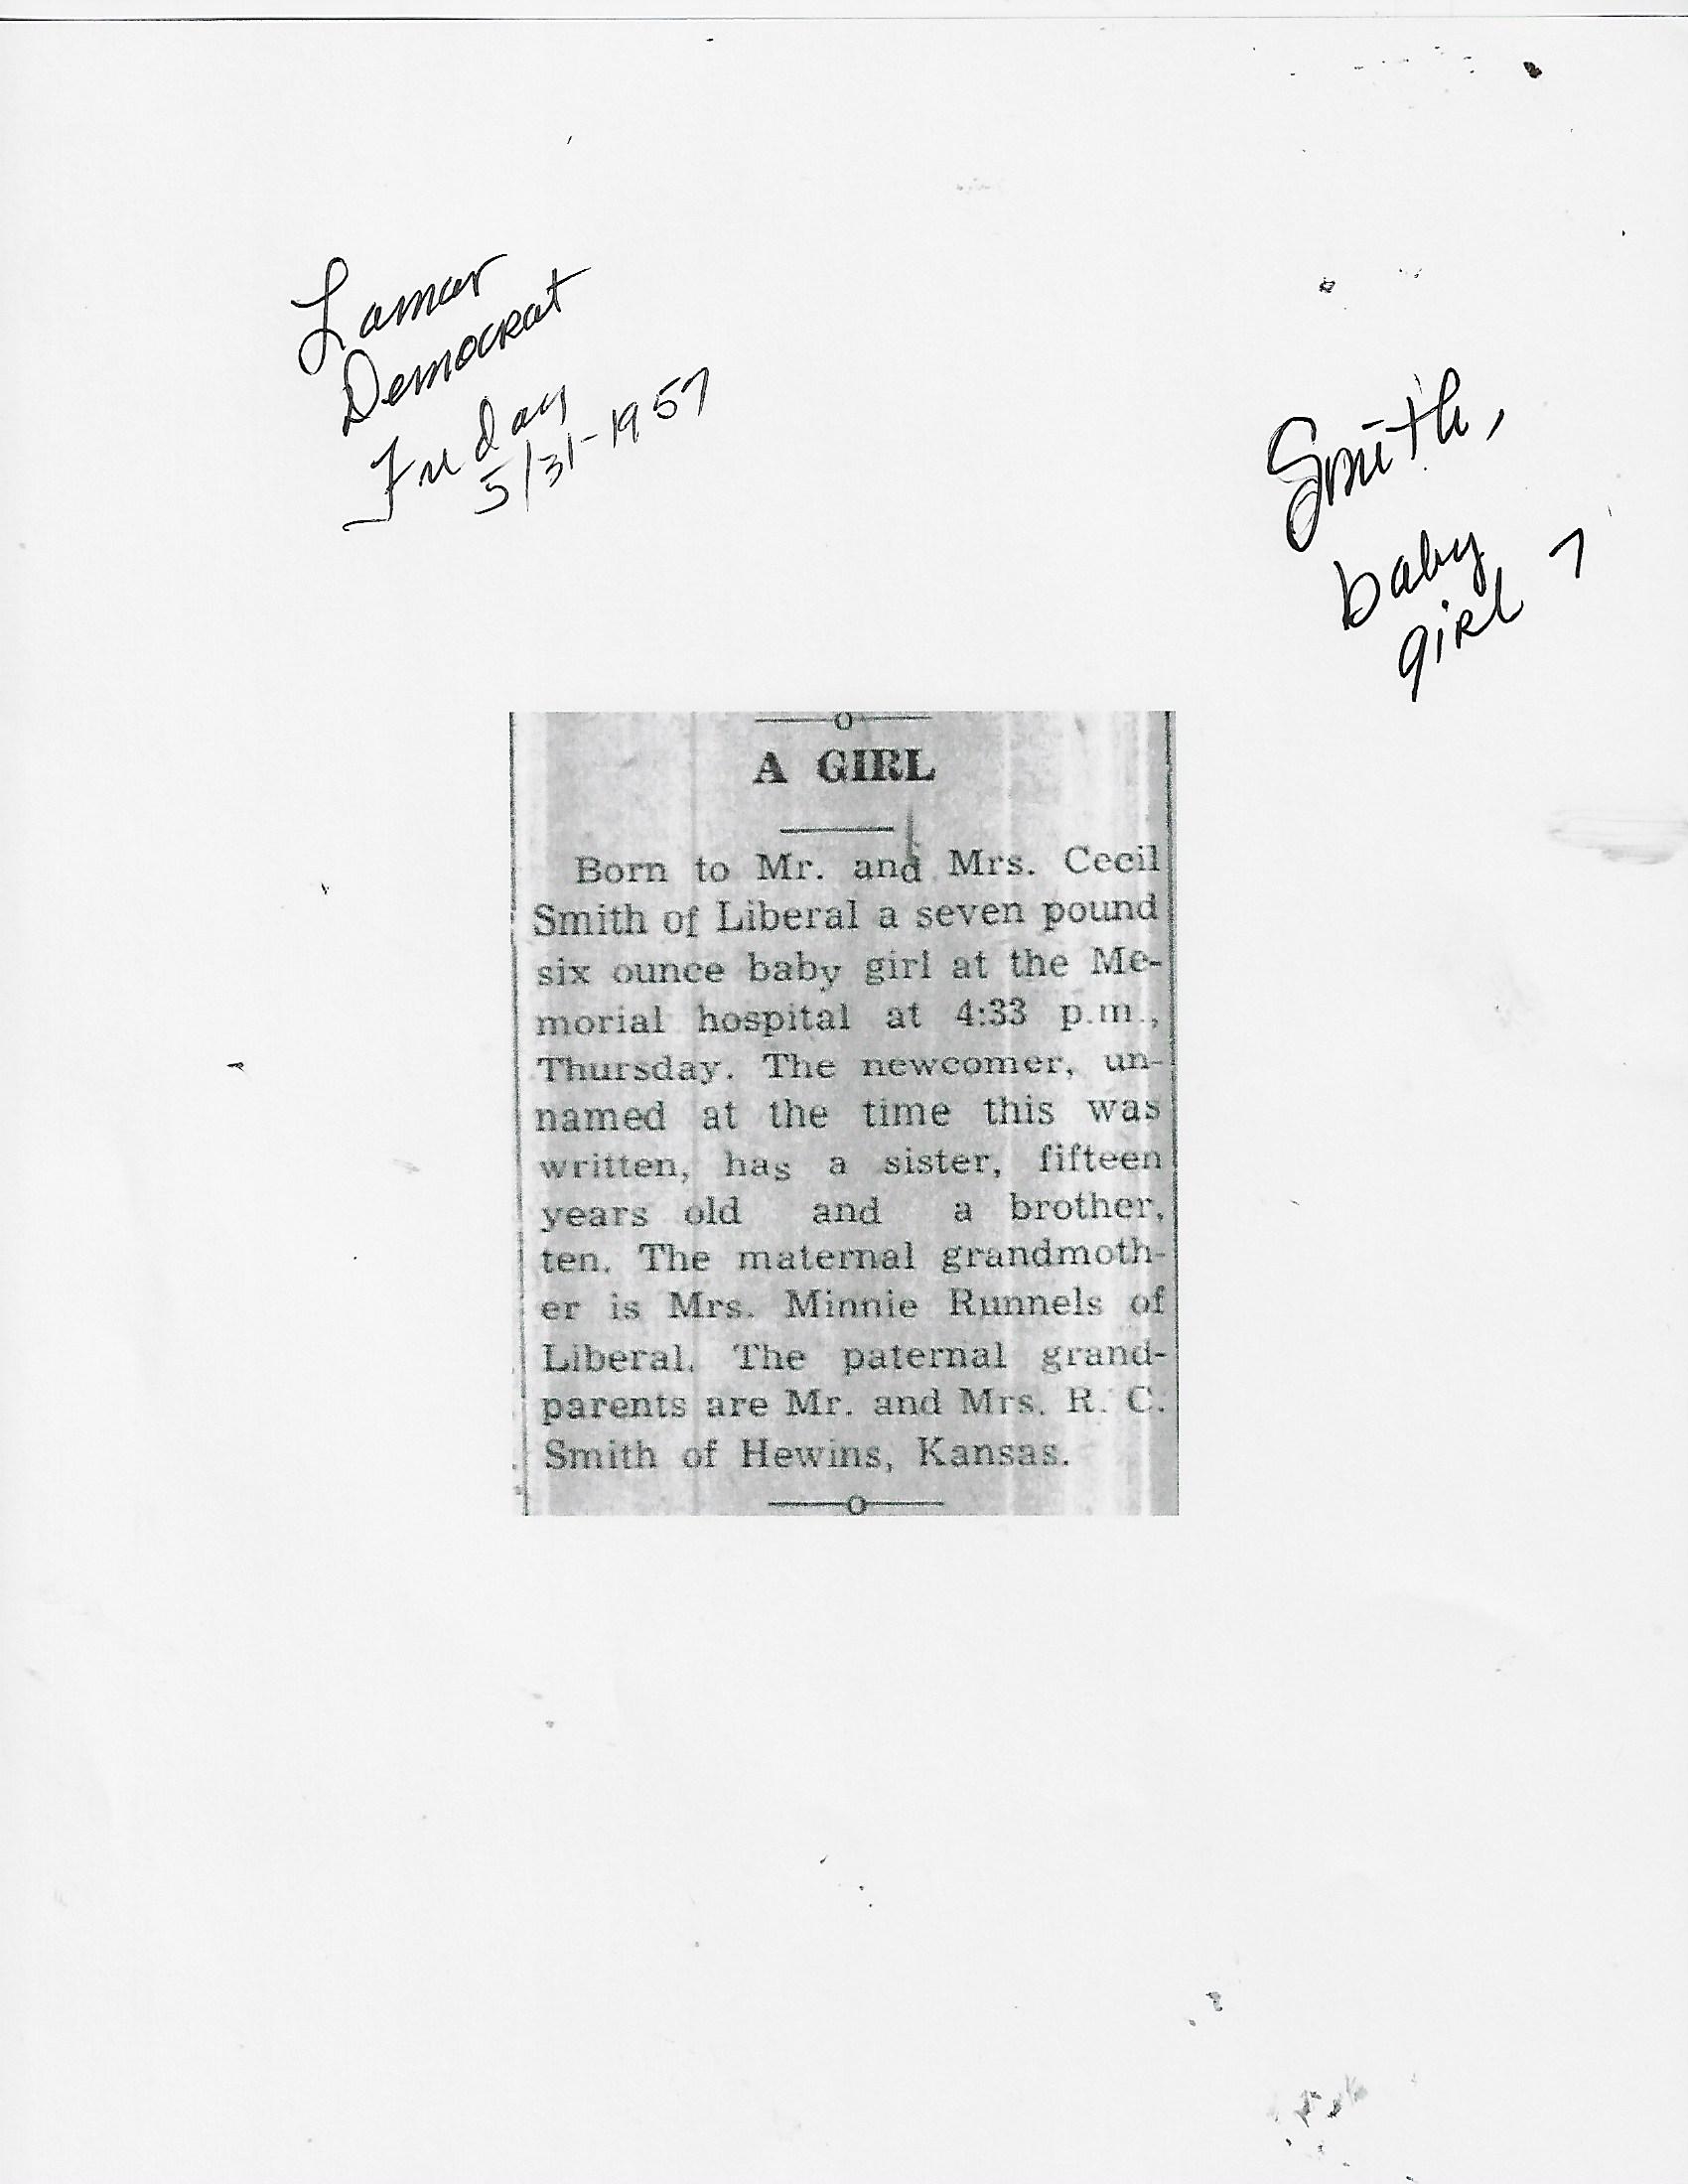 Lamar
Democrat
Friday
5/31-1957
Smith,
baby
girl 7
A GIRL
Born to Mr. and Mrs. Cecil
Smith of Liberal a seven pound
six ounce baby girl at the Me-
morial hospital at 4:33 p.m.,
Thursday. The newcomer, un-
named at the time this was
written, has a sister, fifteen
years old and a brother,
ten. The maternal grandmoth-
er is Mrs. Minnie Runnels of
Liberal. The paternal grand-
parents are Mr. and Mrs. R. C.
Smith of Hewins, Kansas.